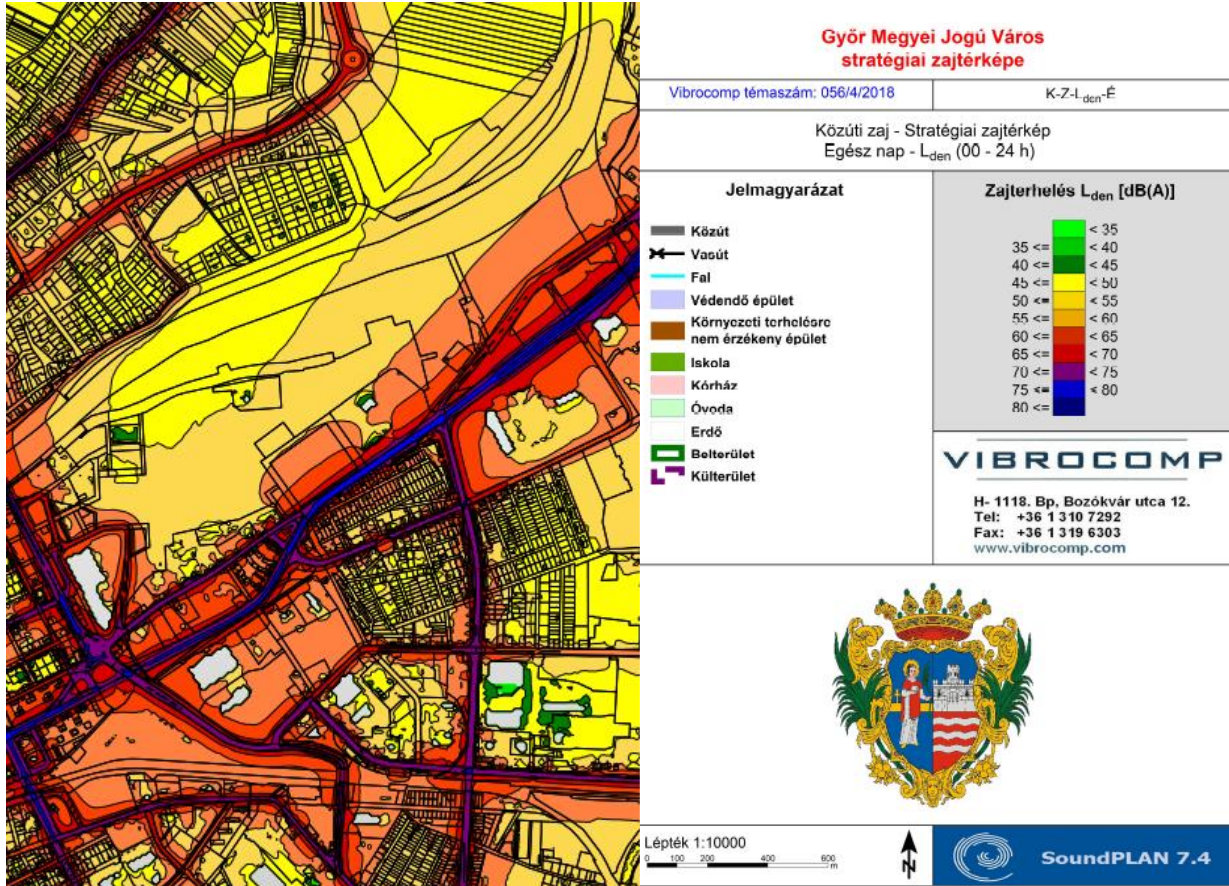 Győr Megyei Jogú Város
stratégiai zajtérképe
Vibrocomp témaszám: 056/4/2018
K-Z-Lden-É
Közúti zaj - Stratégiai zajtérkép
Egész nap - Lden (00 - 24 h)
Jelmagyarázat
Közút
Vasút
Fal
Védendő épület
Környezeti terhelésre
nem érzékeny épület
Iskola
Kórház
Óvoda
Erdő
Belterület
Külterület
Zajterhelés Lden [dB(A)]
< 35
35 <= < 40
40 <= < 45
45 <= < 50
50 <= < 55
55 <= < 60
60 <= < 65
65 <= < 70
70 <= < 75
75 <= < 80
80 <=
VIBROCOMP
H- 1118. Bp, Bozókvár utca 12.
Tel: +36 1 310 7292
Fax: +36 1 319 6303
www.vibrocomp.com
Lépték 1:10000
0 100 200 400 600
m
N
SoundPLAN 7.4